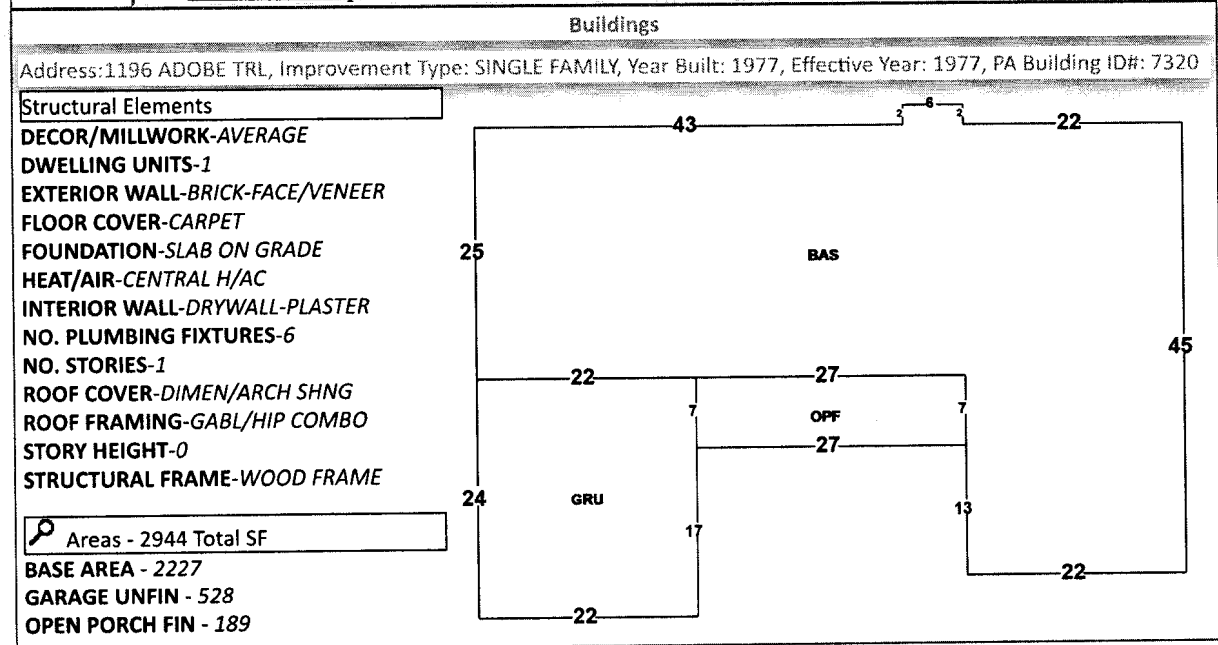 Buildings
Address:1196 ADOBE TRL, Improvement Type: SINGLE FAMILY, Year Built: 1977, Effective Year: 1977, PA Building ID#: 7320
Structural Elements
DECOR/MILLWORK-AVERAGE
DWELLING UNITS-1
EXTERIOR WALL-BRICK-FACE/VENEER
FLOOR COVER-CARPET
FOUNDATION-SLAB ON GRADE
HEAT/AIR-CENTRAL H/AC
INTERIOR WALL-DRYWALL-PLASTER
NO. PLUMBING FIXTURES-6
NO. STORIES-1
ROOF COVER-DIMEN/ARCH SHNG
ROOF FRAMING-GABL/HIP COMBO
STORY HEIGHT-0
STRUCTURAL FRAME-WOOD FRAME
Areas - 2944 Total SF
BASE AREA - 2227
GARAGE UNFIN - 528
OPEN PORCH FIN - 189
6
43
2
2
22
25
BAS
45
22
27
7
OPF
7
27
24
GRU
17
13
22
22